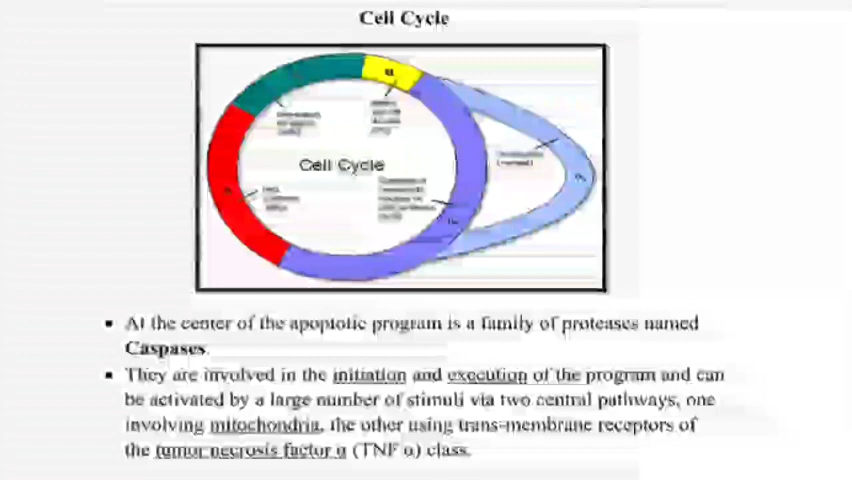 Cell Cycle
Cell Cycle
▪ At the center of the apoptotic program is a family of proteases named
Caspases.
▪ They are involved in the initiation and execution of the program and can
be activated by a large number of stimuli via two central pathways, one
involving mitochondria, the other using trans-membrane receptors of
the tumor necrosis factor α (TNF α) class.